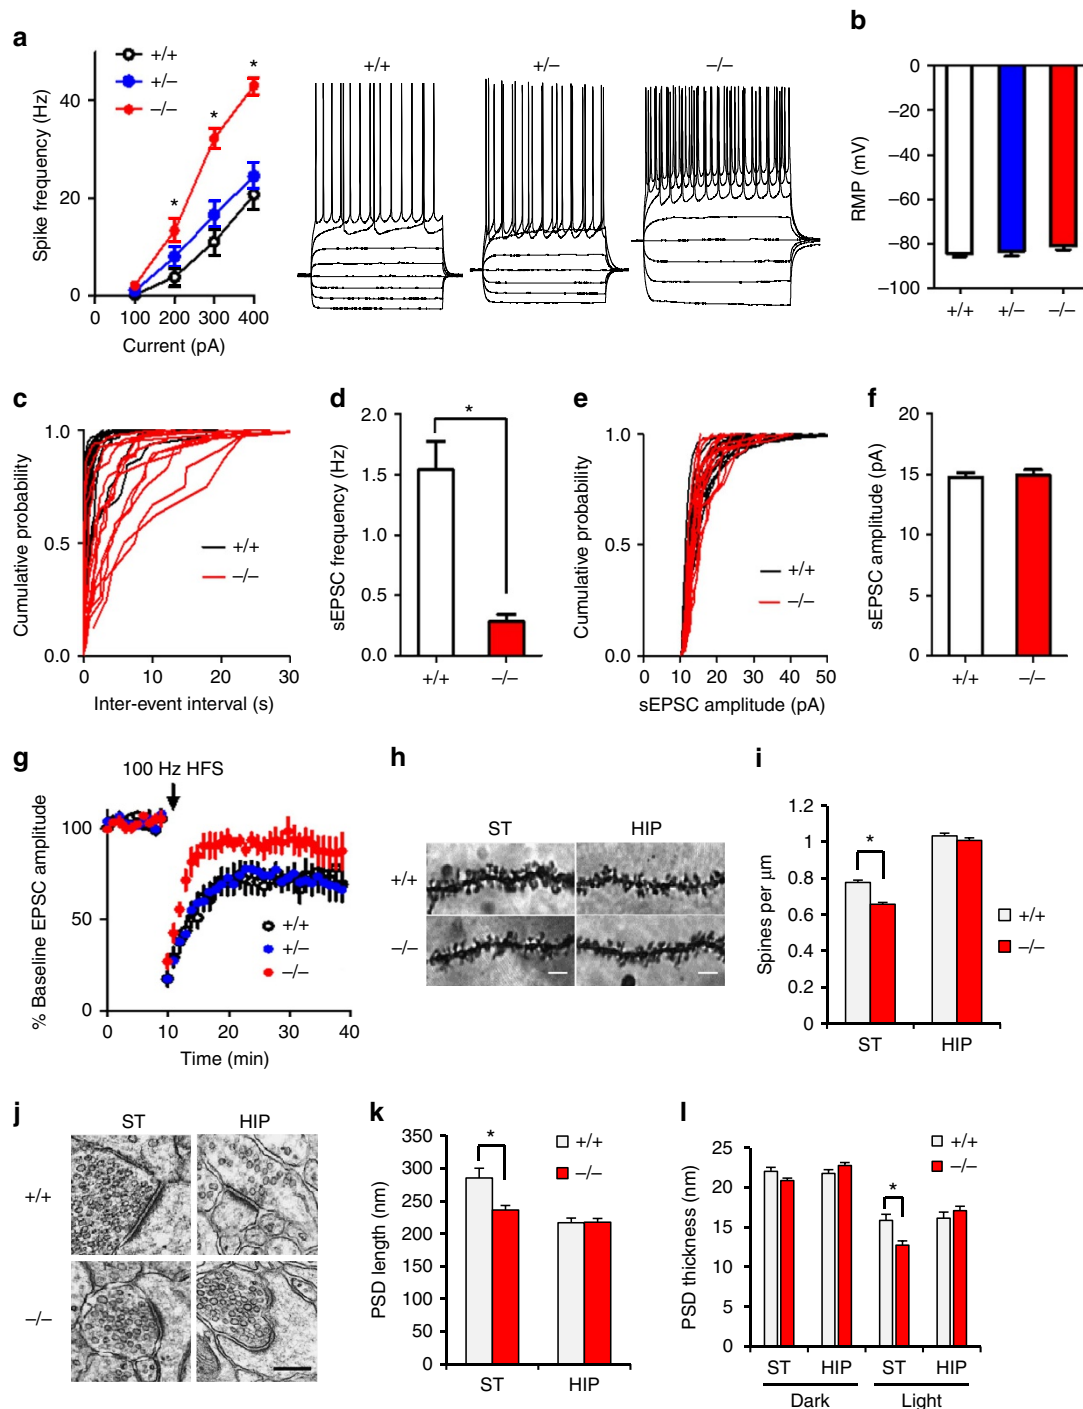 a
+/+
+/–
–/–
Spike frequency (Hz)
40
20
0
0 100 200 300 400
Current (pA)
* * *
+/+ +/– –/–
b
RMP (mV)
0
–20
–40
–60
–80
–100
+/+ +/– –/–
c
Cumulative probability
1.0
0.5
0.0
+/+
–/–
0 10 20 30
Inter-event interval (s)
d
sEPSC frequency (Hz)
2.0
1.5
1.0
0.5
0.0
*
+/+ –/–
e
Cumulative probability
1.0
0.5
0.0
+/+
–/–
0 10 20 30 40 50
sEPSC amplitude (pA)
f
sEPSC amplitude (pA)
20
15
10
5
0
+/+ –/–
g
100 Hz HFS
% Baseline EPSC amplitude
100
50
0
+/+
+/–
–/–
0 10 20 30 40
Time (min)
h
ST HIP
+/+
–/–
i
Spines per µm
1.2
1
0.8
0.6
0.4
0.2
0
*
+/+
–/–
ST HIP
j
ST HIP
+/+
–/–
k
PSD length (nm)
350
300
250
200
150
100
50
0
*
+/+
–/–
ST HIP
l
PSD thickness (nm)
25
20
15
10
5
0
*
+/+
–/–
ST HIP ST HIP
Dark Light